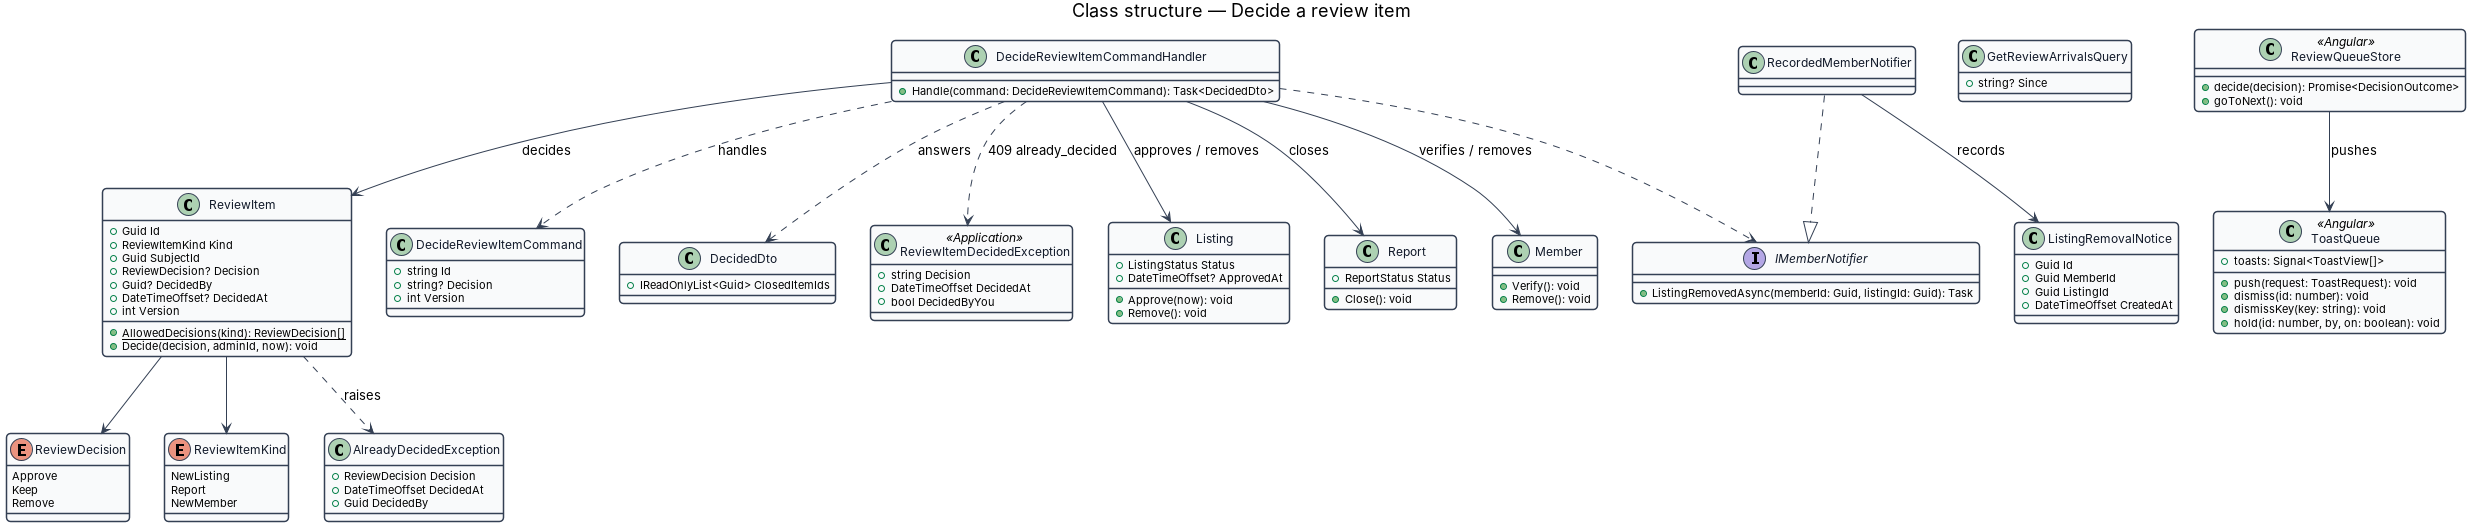 Class structure — Decide a review item
C DecideReviewItemCommandHandler
Handle(command: DecideReviewItemCommand): Task<DecidedDto>
C RecordedMemberNotifier
C GetReviewArrivalsQuery
string? Since
«Angular»
C ReviewQueueStore
decide(decision): Promise<DecisionOutcome>
goToNext(): void
decides
handles
answers
409 already_decided
approves / removes
closes
verifies / removes
records
pushes
C ReviewItem
Guid Id
ReviewItemKind Kind
Guid SubjectId
ReviewDecision? Decision
Guid? DecidedBy
DateTimeOffset? DecidedAt
int Version
AllowedDecisions(kind): ReviewDecision[]
Decide(decision, adminId, now): void
C DecideReviewItemCommand
string Id
string? Decision
int Version
C DecidedDto
IReadOnlyList<Guid> ClosedItemIds
«Application»
C ReviewItemDecidedException
string Decision
DateTimeOffset DecidedAt
bool DecidedByYou
C Listing
ListingStatus Status
DateTimeOffset? ApprovedAt
Approve(now): void
Remove(): void
C Report
ReportStatus Status
Close(): void
C Member
Verify(): void
Remove(): void
I IMemberNotifier
ListingRemovedAsync(memberId: Guid, listingId: Guid): Task
C ListingRemovalNotice
Guid Id
Guid MemberId
Guid ListingId
DateTimeOffset CreatedAt
«Angular»
C ToastQueue
toasts: Signal<ToastView[]>
push(request: ToastRequest): void
dismiss(id: number): void
dismissKey(key: string): void
hold(id: number, by, on: boolean): void
raises
E ReviewDecision
Approve
Keep
Remove
E ReviewItemKind
NewListing
Report
NewMember
C AlreadyDecidedException
ReviewDecision Decision
DateTimeOffset DecidedAt
Guid DecidedBy